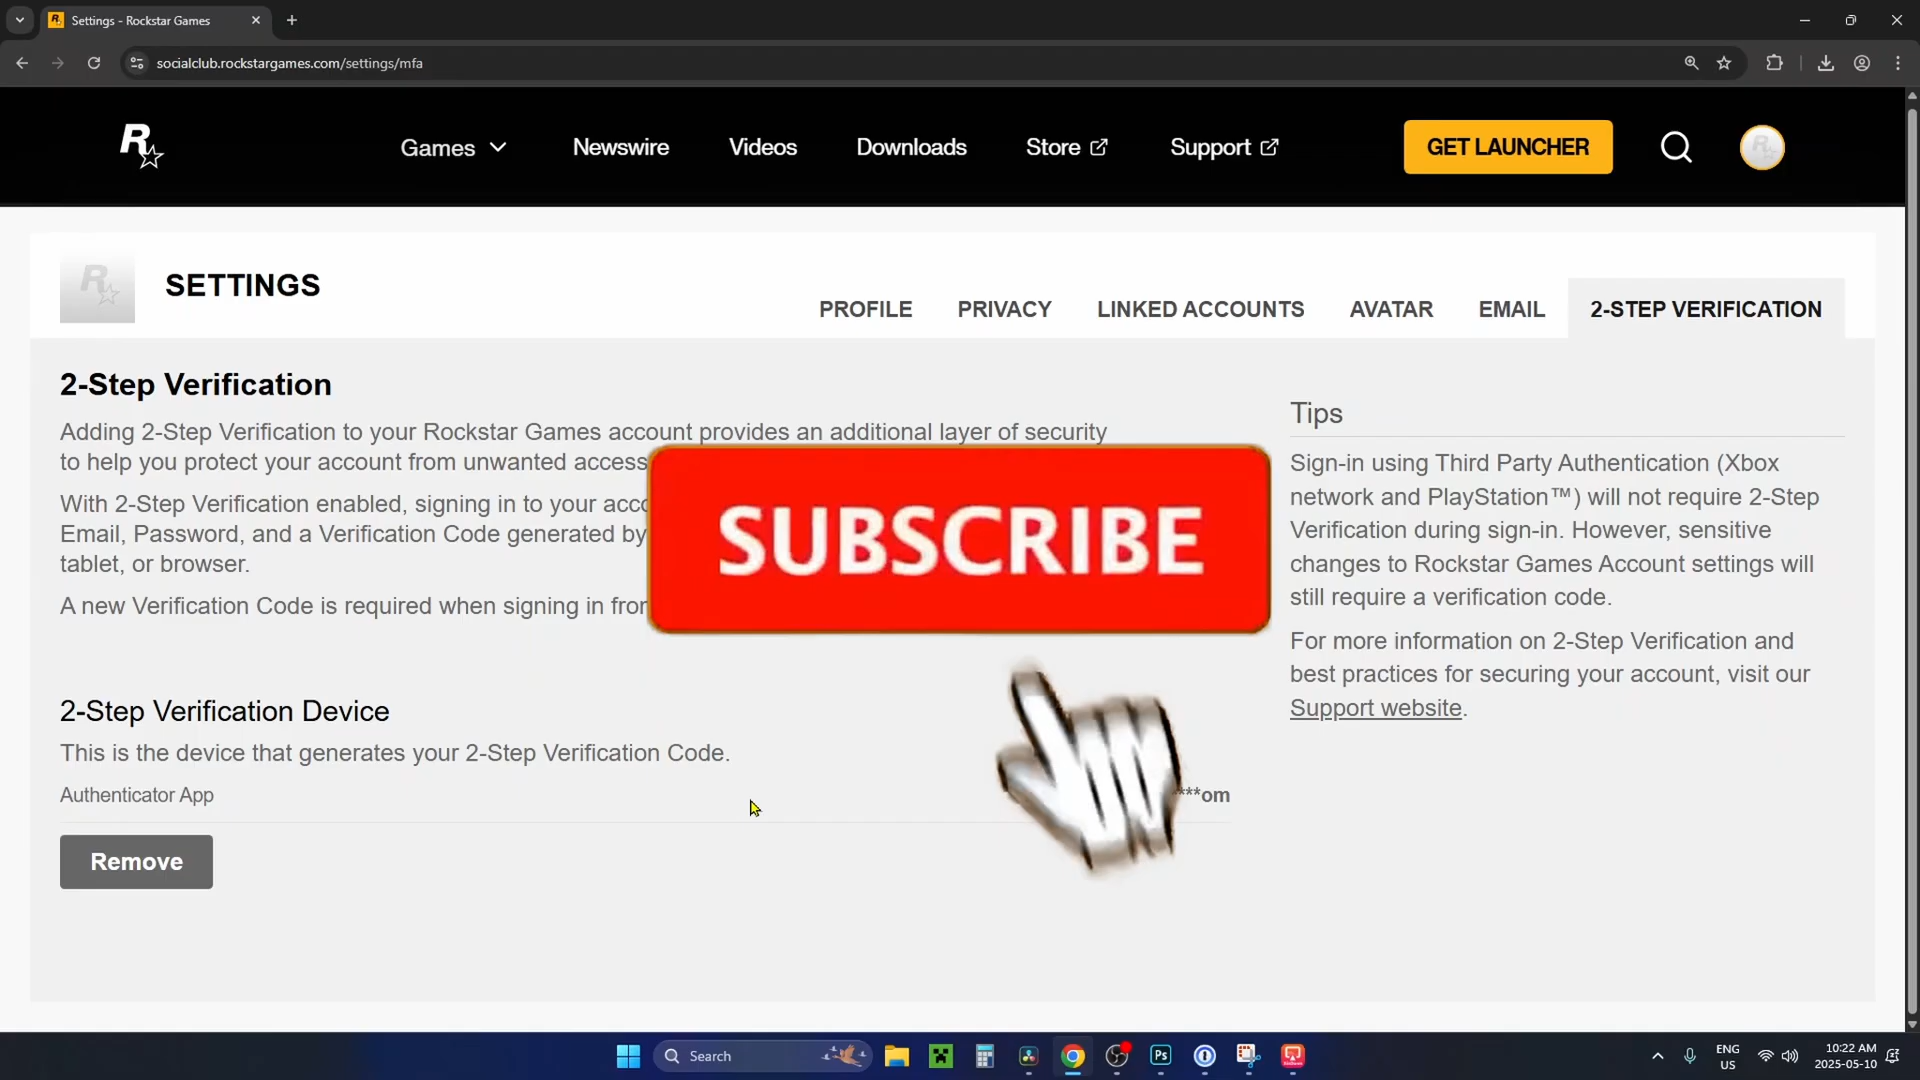 Settings - Rockstar Games
socialclub.rockstargames.com/settings/mfa
Games Newswire Videos Downloads Store Support GET LAUNCHER
SETTINGS
PROFILE PRIVACY LINKED ACCOUNTS AVATAR EMAIL 2-STEP VERIFICATION
2-Step Verification
Adding 2-Step Verification to your Rockstar Games account provides an additional layer of security
to help you protect your account from unwanted access
With 2-Step Verification enabled, signing in to your
Email, Password, and a Verification Code generated by
tablet, or browser.
A new Verification Code is required when signing in
SUBSCRIBE
2-Step Verification Device
This is the device that generates your 2-Step Verification Code.
Authenticator App ****om
Remove
Tips
Sign-in using Third Party Authentication (Xbox
network and PlayStation™) will not require 2-Step
Verification during sign-in. However, sensitive
changes to Rockstar Games Account settings will
still require a verification code.
For more information on 2-Step Verification and
best practices for securing your account, visit our
Support website.
Search
Ps
ENG
US
10:22 AM
2025-05-10